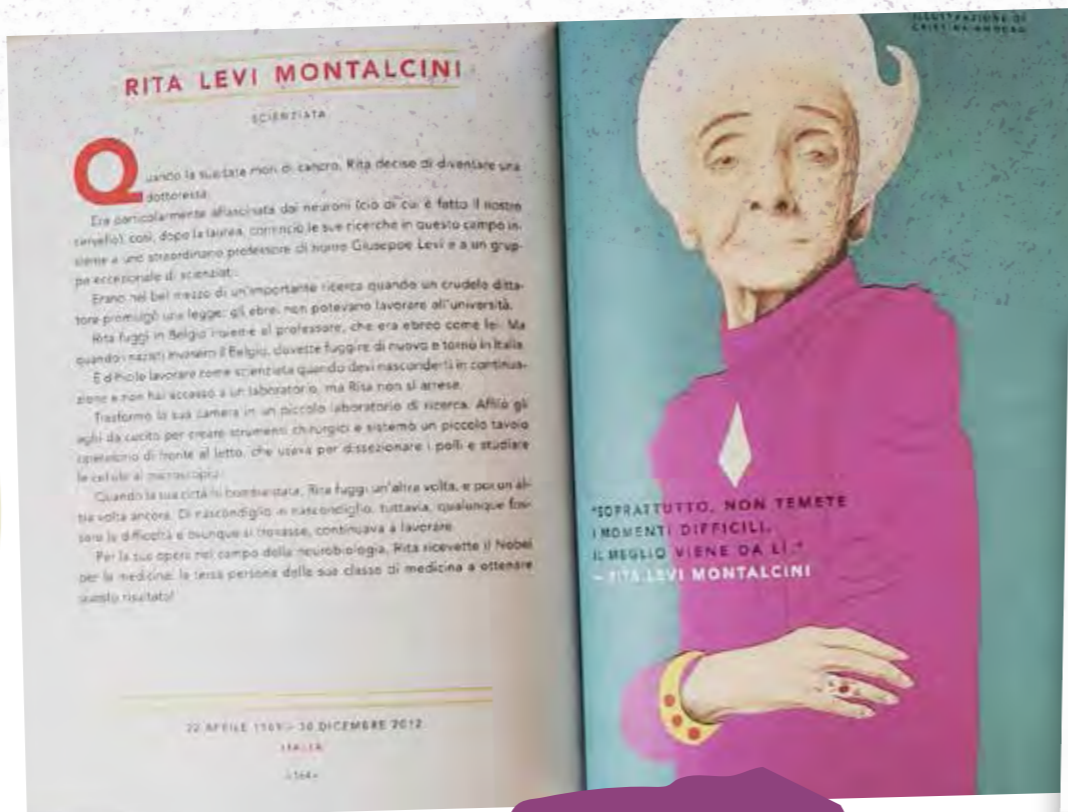 RITA LEVI MONTALCINI
SCIENZIATA
Quando la sua tata morì di cancro, Rita decise di diventare una
dottoressa.
Era particolarmente affascinata dai neuroni (ciò di cui è fatto il nostro
cervello), così, dopo la laurea, cominciò le sue ricerche in questo campo in-
sieme a uno straordinario professore di nome Giuseppe Levi e a un grup-
po eccezionale di scienziati.
Erano nel bel mezzo di un'importante ricerca quando un crudele ditta-
tore promulgò una legge: gli ebrei non potevano lavorare all'università.
Rita fuggì in Belgio insieme al professore, che era ebreo come lei. Ma
quando i nazisti invasero il Belgio, dovette fuggire di nuovo e tornò in Italia.
È difficile lavorare come scienziata quando devi nasconderti in continua-
zione e non hai accesso a un laboratorio, ma Rita non si arrese.
Trasformò la sua camera in un piccolo laboratorio di ricerca. Affilò gli
aghi da cucito per creare strumenti chirurgici e sistemò un piccolo tavolo
operatorio di fronte al letto, che usava per dissezionare i polli e studiare
le cellule al microscopio.
Quando la sua città fu bombardata, Rita fuggì un'altra volta, e poi un'al-
tra volta ancora. Di nascondiglio in nascondiglio, tuttavia, qualunque fos-
sero le difficoltà e ovunque si trovasse, continuava a lavorare.
Per la sua opera nel campo della neurobiologia, Rita ricevette il Nobel
per la medicina: la terza persona della sua classe di medicina a ottenere
questo risultato!
22 APRILE 1909 – 30 DICEMBRE 2012
ITALIA
164
ILLUSTRAZIONE DI
CRISTINA AMODEO
"SOPRATTUTTO, NON TEMETE
I MOMENTI DIFFICILI.
IL MEGLIO VIENE DA LÌ."
– RITA LEVI MONTALCINI